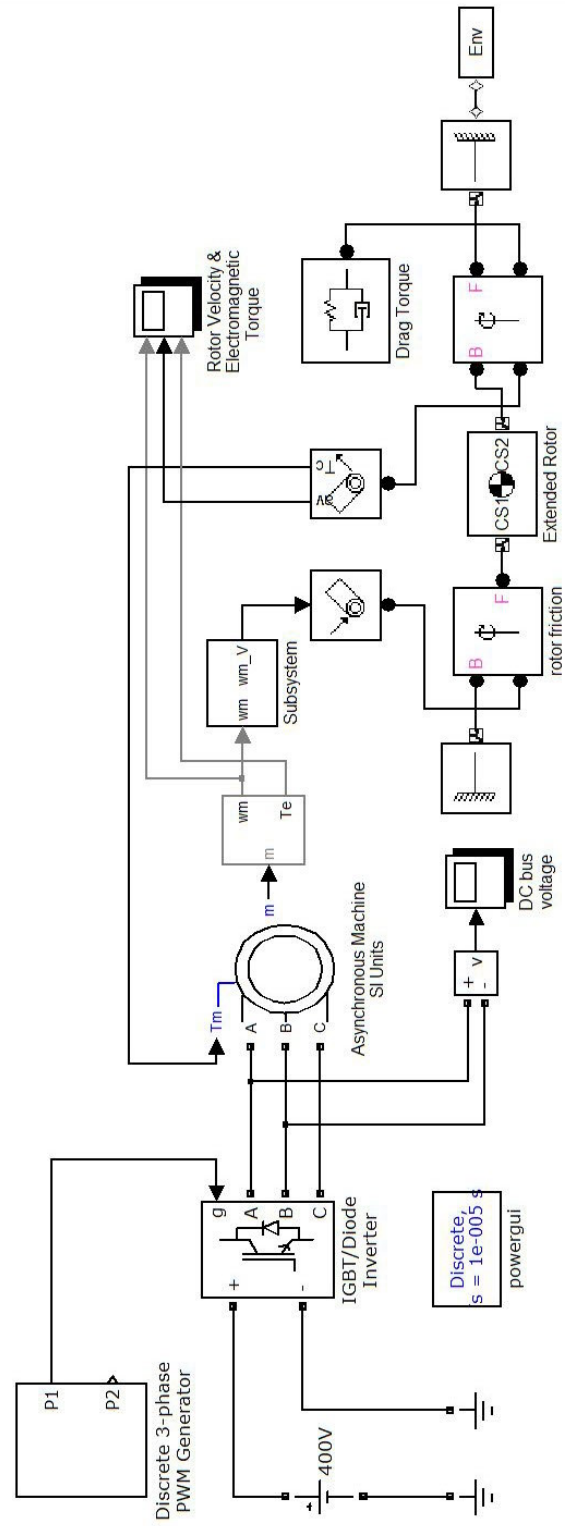 P1
P2
Discrete 3-phase
PWM Generator
400V
g
+
A
B
-
C
IGBT/Diode
Inverter
Discrete,
s = 1e-005 s
powergui
Tm
A
B
C
m
Asynchronous Machine
SI Units
+
-
v
DC bus
voltage
m
wm
Te
wm
wm_V
Subsystem
B
F
rotor friction
av
Tc
CS1
CS2
Extended Rotor
Rotor Velocity &
Electromagnetic
Torque
Drag Torque
B
F
Env